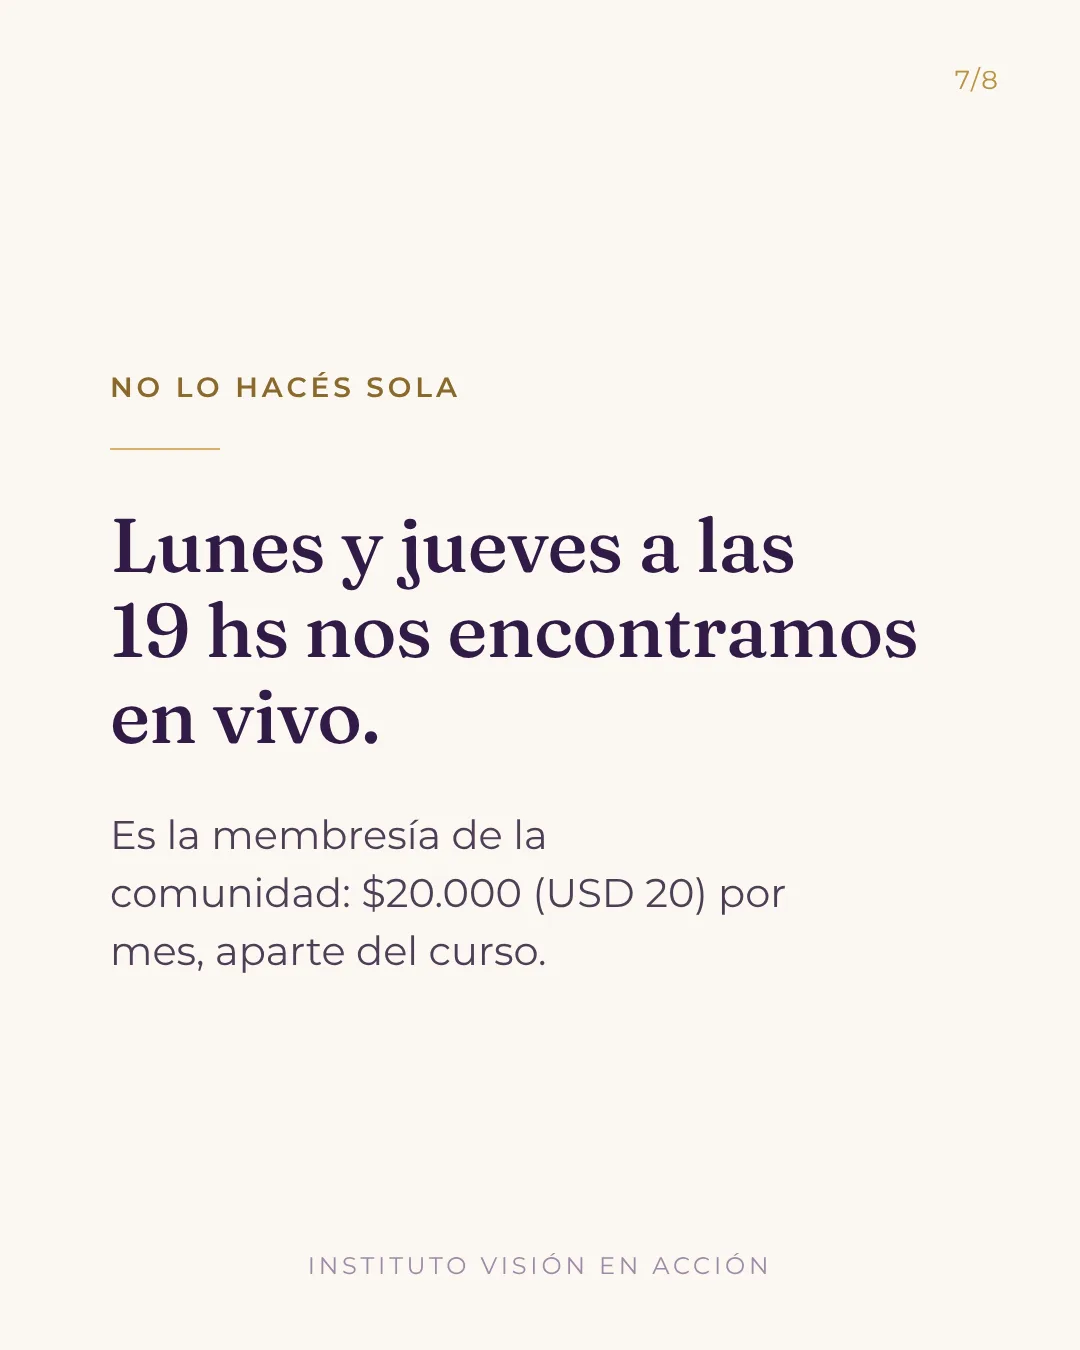 7/8
NO LO HACÉS SOLA
Lunes y jueves a las
19 hs nos encontramos
en vivo.
Es la membresía de la
comunidad: $20.000 (USD 20) por
mes, aparte del curso.
INSTITUTO VISIÓN EN ACCIÓN